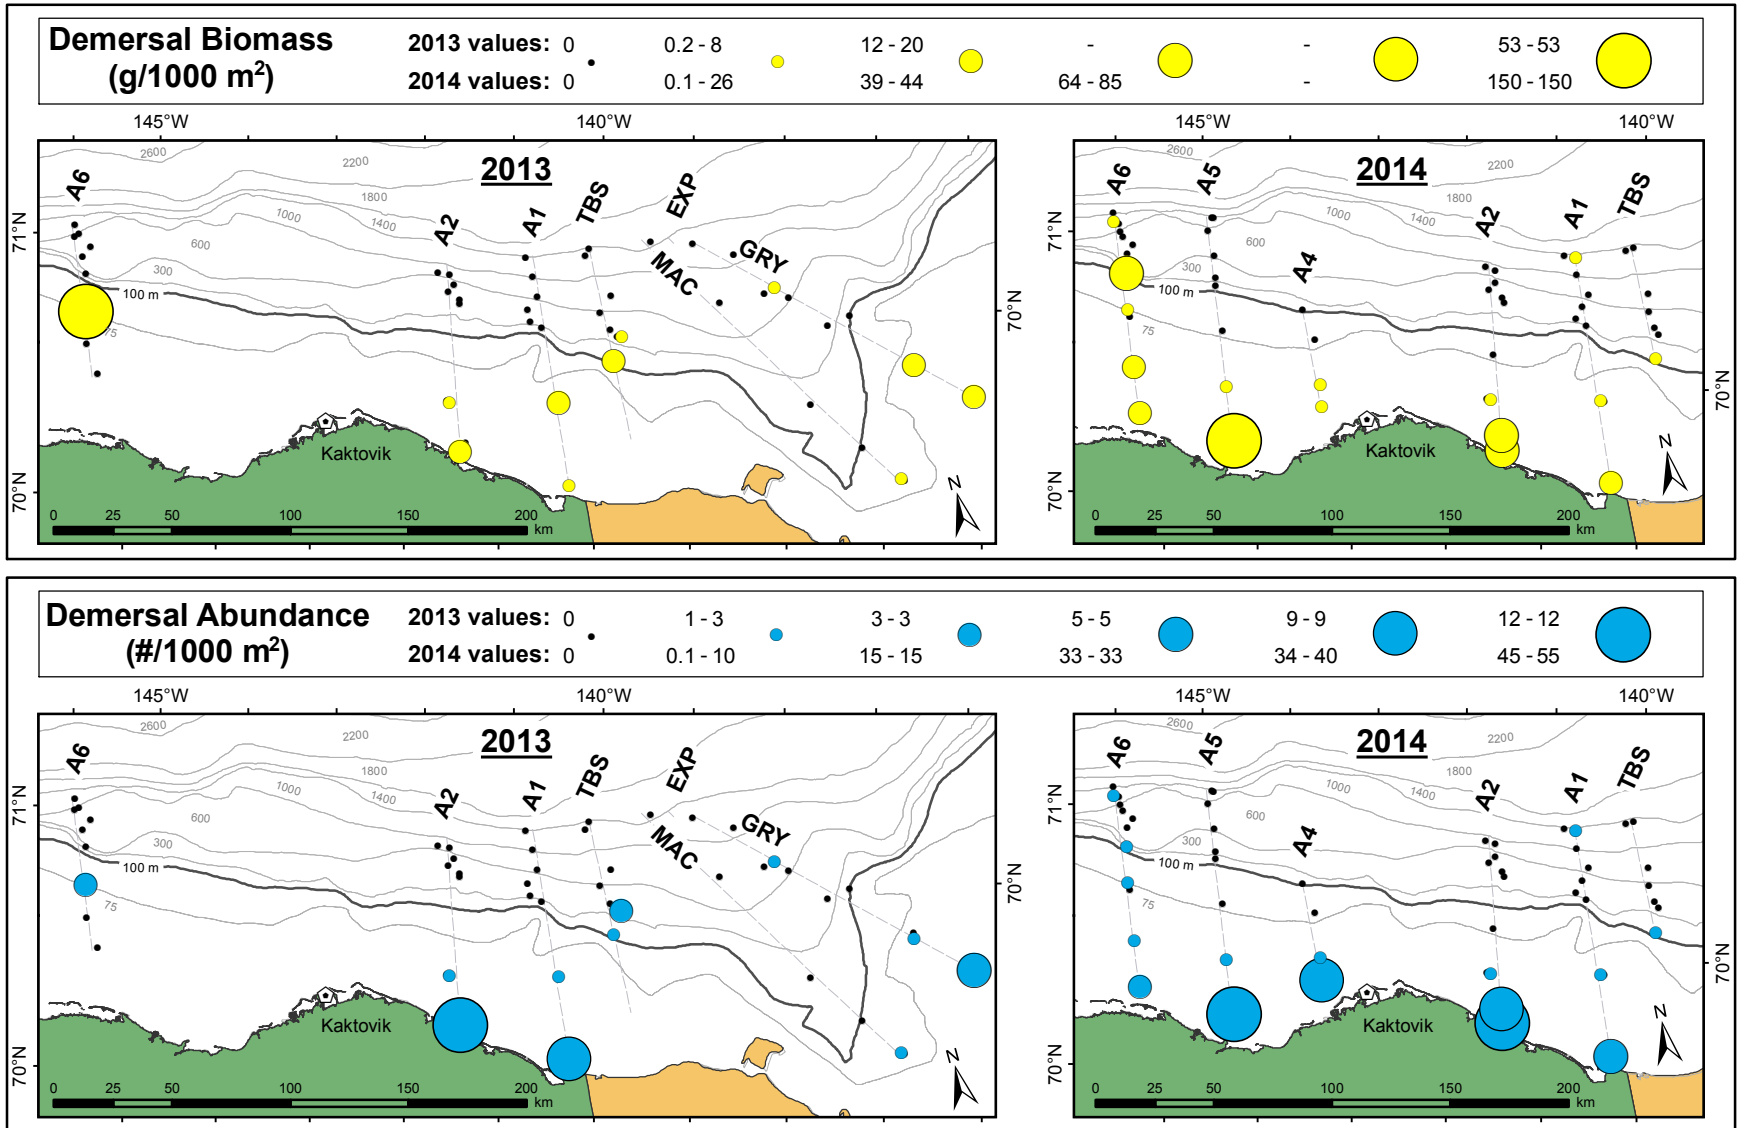 Demersal Biomass
(g/1000 m²)
2013 values: 0 0.2 - 8 12 - 20 - - 53 - 53
2014 values: 0 0.1 - 26 39 - 44 64 - 85 - 150 - 150
145°W 140°W 145°W 140°W
2013
2600 2200 1800 1400 1000 600 300 100 m 75
A6 A2 A1 TBS EXP MAC GRY
71°N 70°N 70°N
Kaktovik
N
0 25 50 100 150 200 km
2014
2600 2200 1800 1400 1000 600 300 100 m 75
A6 A5 A4 A2 A1 TBS
71°N 70°N 70°N
Kaktovik
N
0 25 50 100 150 200 km
Demersal Abundance
(#/1000 m²)
2013 values: 0 1 - 3 3 - 3 5 - 5 9 - 9 12 - 12
2014 values: 0 0.1 - 10 15 - 15 33 - 33 34 - 40 45 - 55
145°W 140°W 145°W 140°W
2013
2600 2200 1800 1400 1000 600 300 100 m 75
A6 A2 A1 TBS EXP MAC GRY
71°N 70°N 70°N
Kaktovik
N
0 25 50 100 150 200 km
2014
2600 2200 1800 1400 1000 600 300 100 m 75
A6 A5 A4 A2 A1 TBS
71°N 70°N 70°N
Kaktovik
N
0 25 50 100 150 200 km